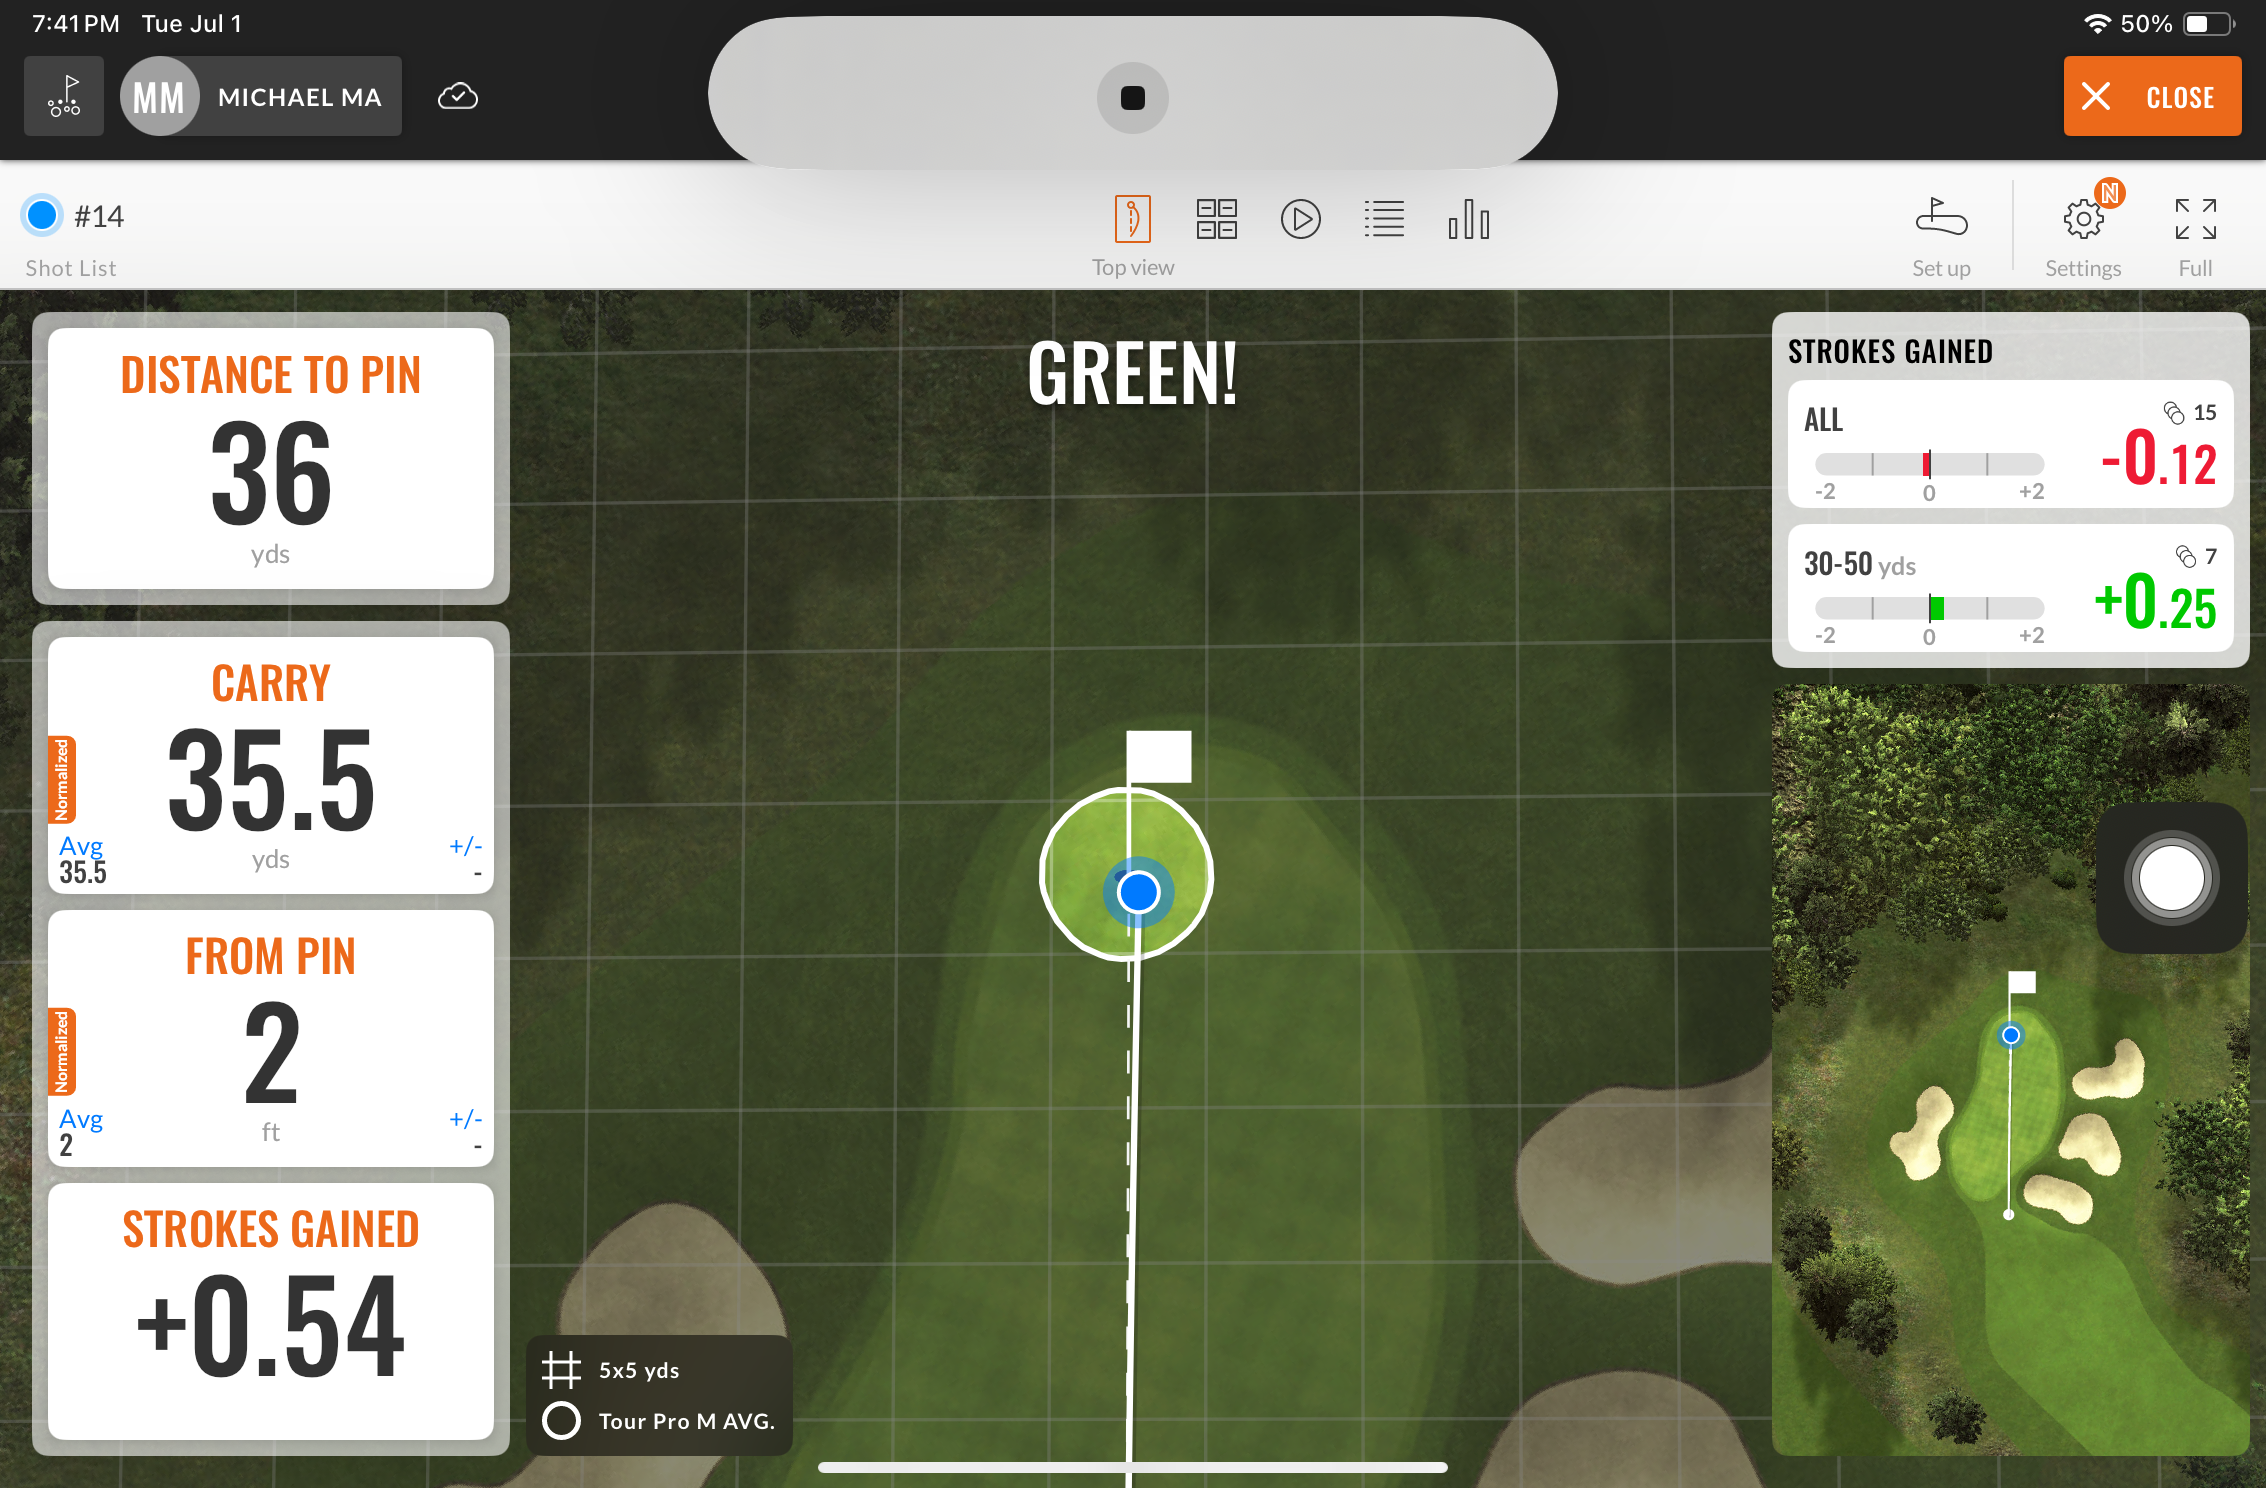 7:41 PM Tue Jul 1
50%
MM MICHAEL MA
CLOSE
#14
Shot List
Top view
Set up
N
Settings
Full
DISTANCE TO PIN
36
yds
CARRY
Normalized
35.5
yds
Avg
35.5
+/-
-
FROM PIN
Normalized
2
ft
Avg
2
+/-
-
STROKES GAINED
+0.54
GREEN!
5x5 yds
Tour Pro M AVG.
STROKES GAINED
ALL
15
-0.12
-2 0 +2
30-50 yds
7
+0.25
-2 0 +2